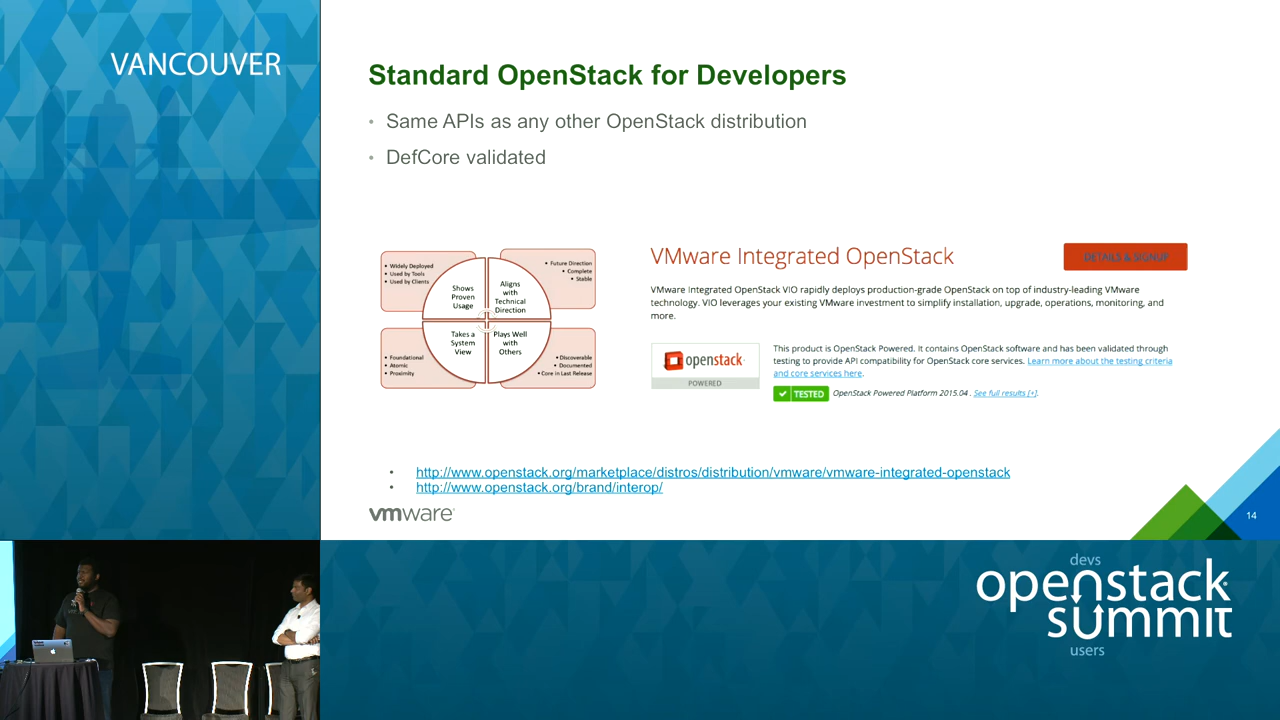 VANCOUVER
Standard OpenStack for Developers
• Same APIs as any other OpenStack distribution
• DefCore validated
• Widely Deployed
• Used by Tools
• Used by Clients
• Future Direction
• Complete
• Stable
Shows
Proven
Usage
Aligns
with
Technical
Direction
Takes a
System
View
Plays Well
with
Others
• Foundational
• Atomic
• Proximity
• Discoverable
• Documented
• Core in Last Release
VMware Integrated OpenStack
DETAILS & SIGNUP
VMware Integrated OpenStack VIO rapidly deploys production-grade OpenStack on top of industry-leading VMware
technology. VIO leverages your existing VMware investment to simplify installation, upgrade, operations, monitoring, and
more.
openstack
POWERED
This product is OpenStack Powered. It contains OpenStack software and has been validated through
testing to provide API compatibility for OpenStack core services. Learn more about the testing criteria
and core services here.
TESTED OpenStack Powered Platform 2015.04 . See full results [+].
• http://www.openstack.org/marketplace/distros/distribution/vmware/vmware-integrated-openstack
• http://www.openstack.org/brand/interop/
vmware
14
devs
openstack
summit
users